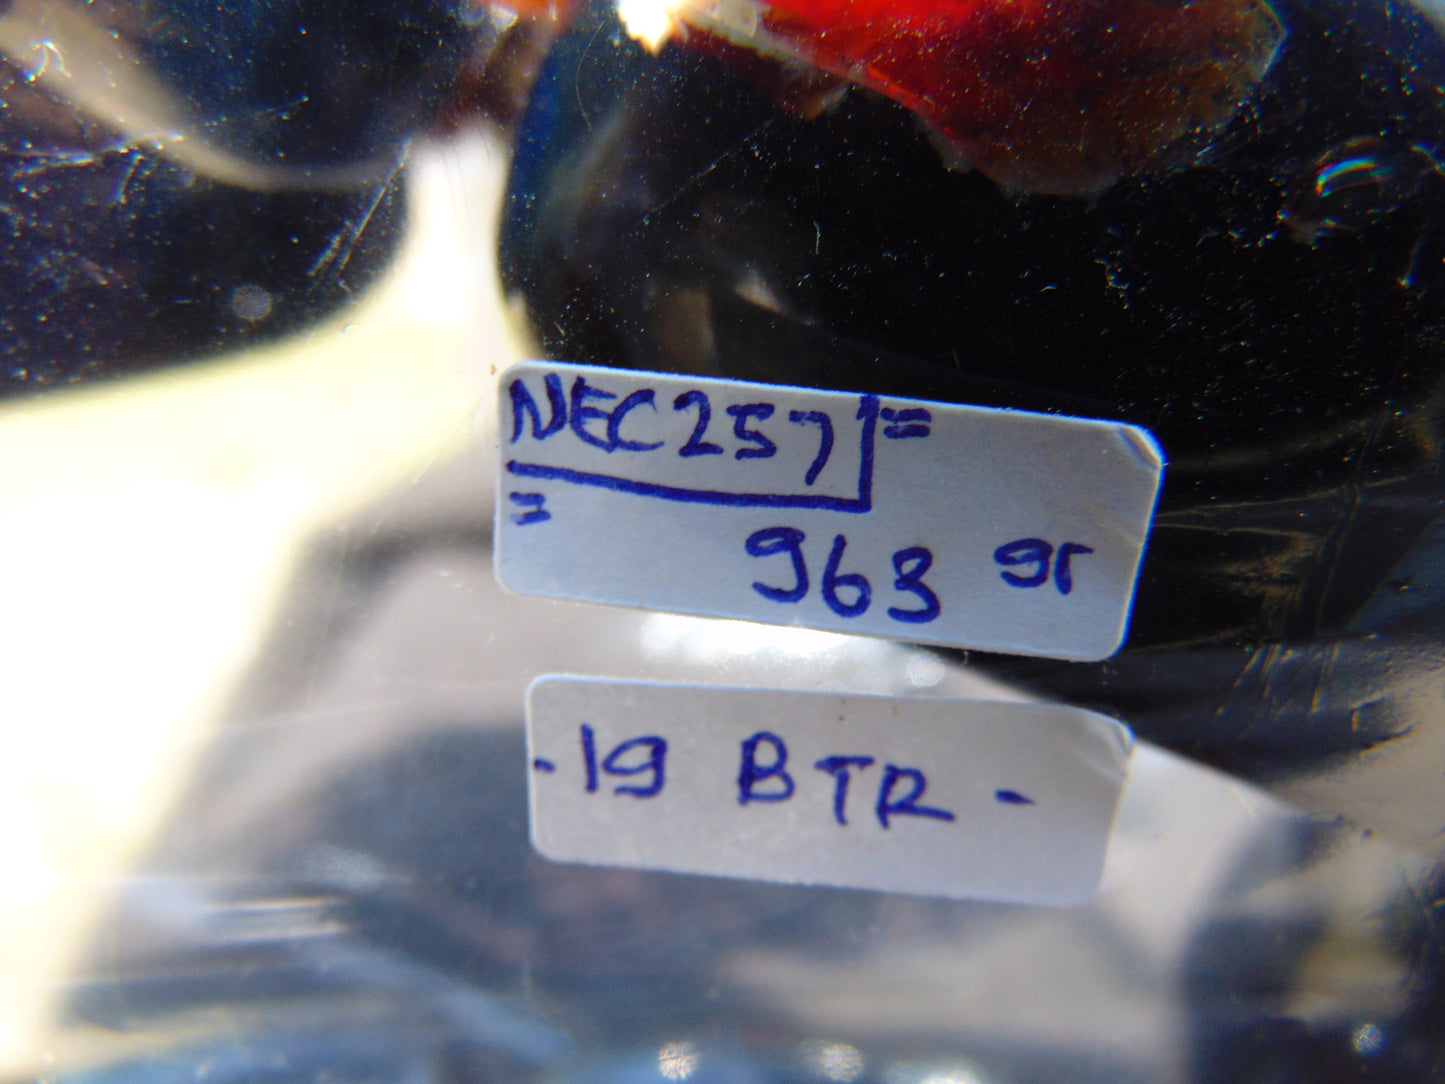 NEC257 =
=
963 gr
- 19 BTR -